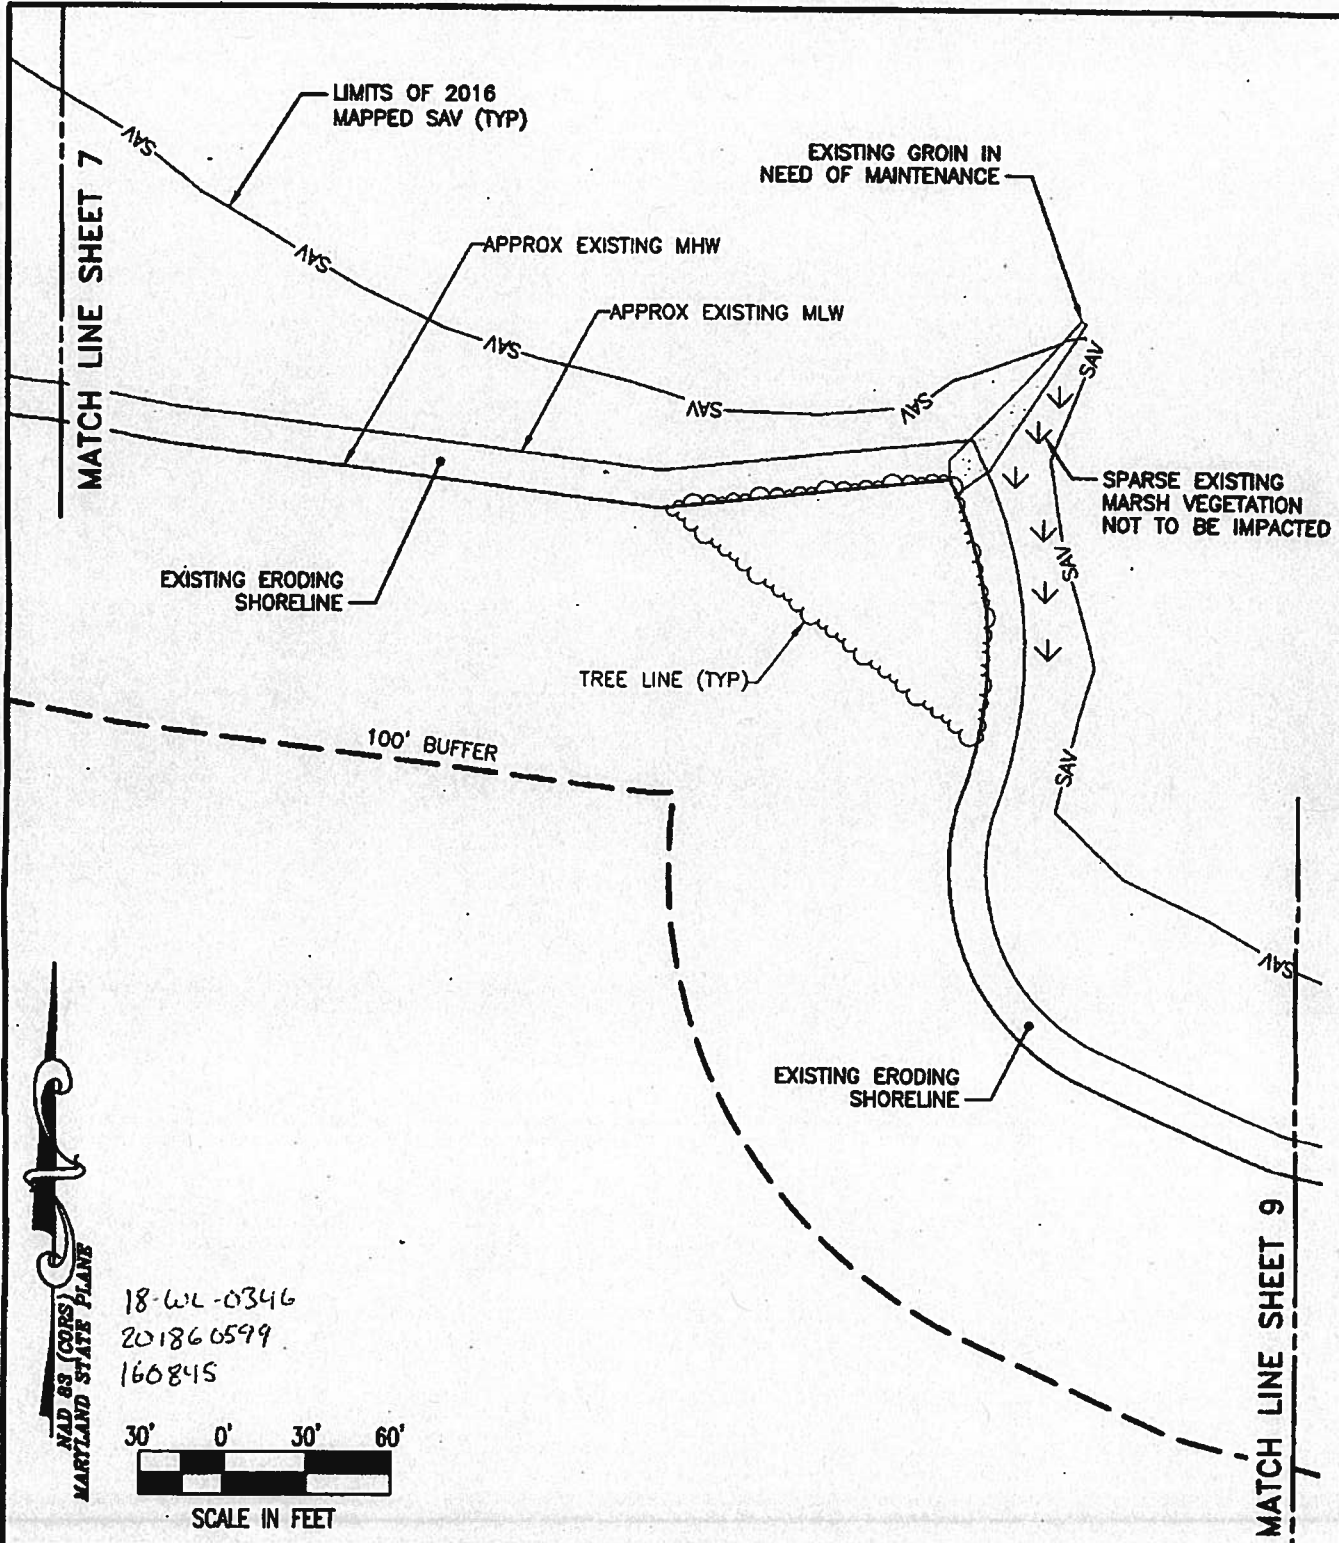 LIMITS OF 2016
MAPPED SAV (TYP)
EXISTING GROIN IN
NEED OF MAINTENANCE
SAV
MATCH LINE SHEET 7
SAV
APPROX EXISTING MHW
APPROX EXISTING MLW
SAV
SAV
SAV
SAV
SPARSE EXISTING
MARSH VEGETATION
NOT TO BE IMPACTED
EXISTING ERODING
SHORELINE
SAV
TREE LINE (TYP)
100' BUFFER
SAV
SAV
EXISTING ERODING
SHORELINE
MATCH LINE SHEET 9
NAD 83 (CORS)
MARYLAND STATE PLANE
18-WL-0346
201860599
160845
30' 0' 30' 60'
SCALE IN FEET